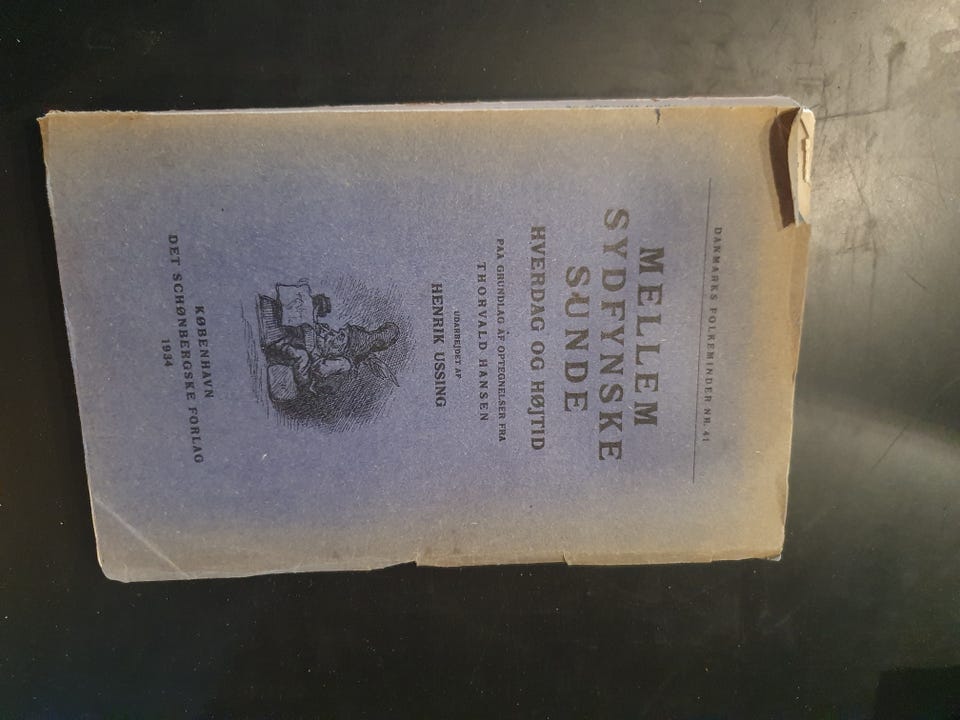 DANMARKS FOLKEMINDER NR. 41
MELLEM
SYDFYNSKE
SUNDE
HVERDAG OG HØJTID
PAA GRUNDLAG AF OPTEGNELSER FRA
THORVALD HANSEN
UDARBEJDET AF
HENRIK USSING
KØBENHAVN
DET SCHØNBERGSKE FORLAG
1934